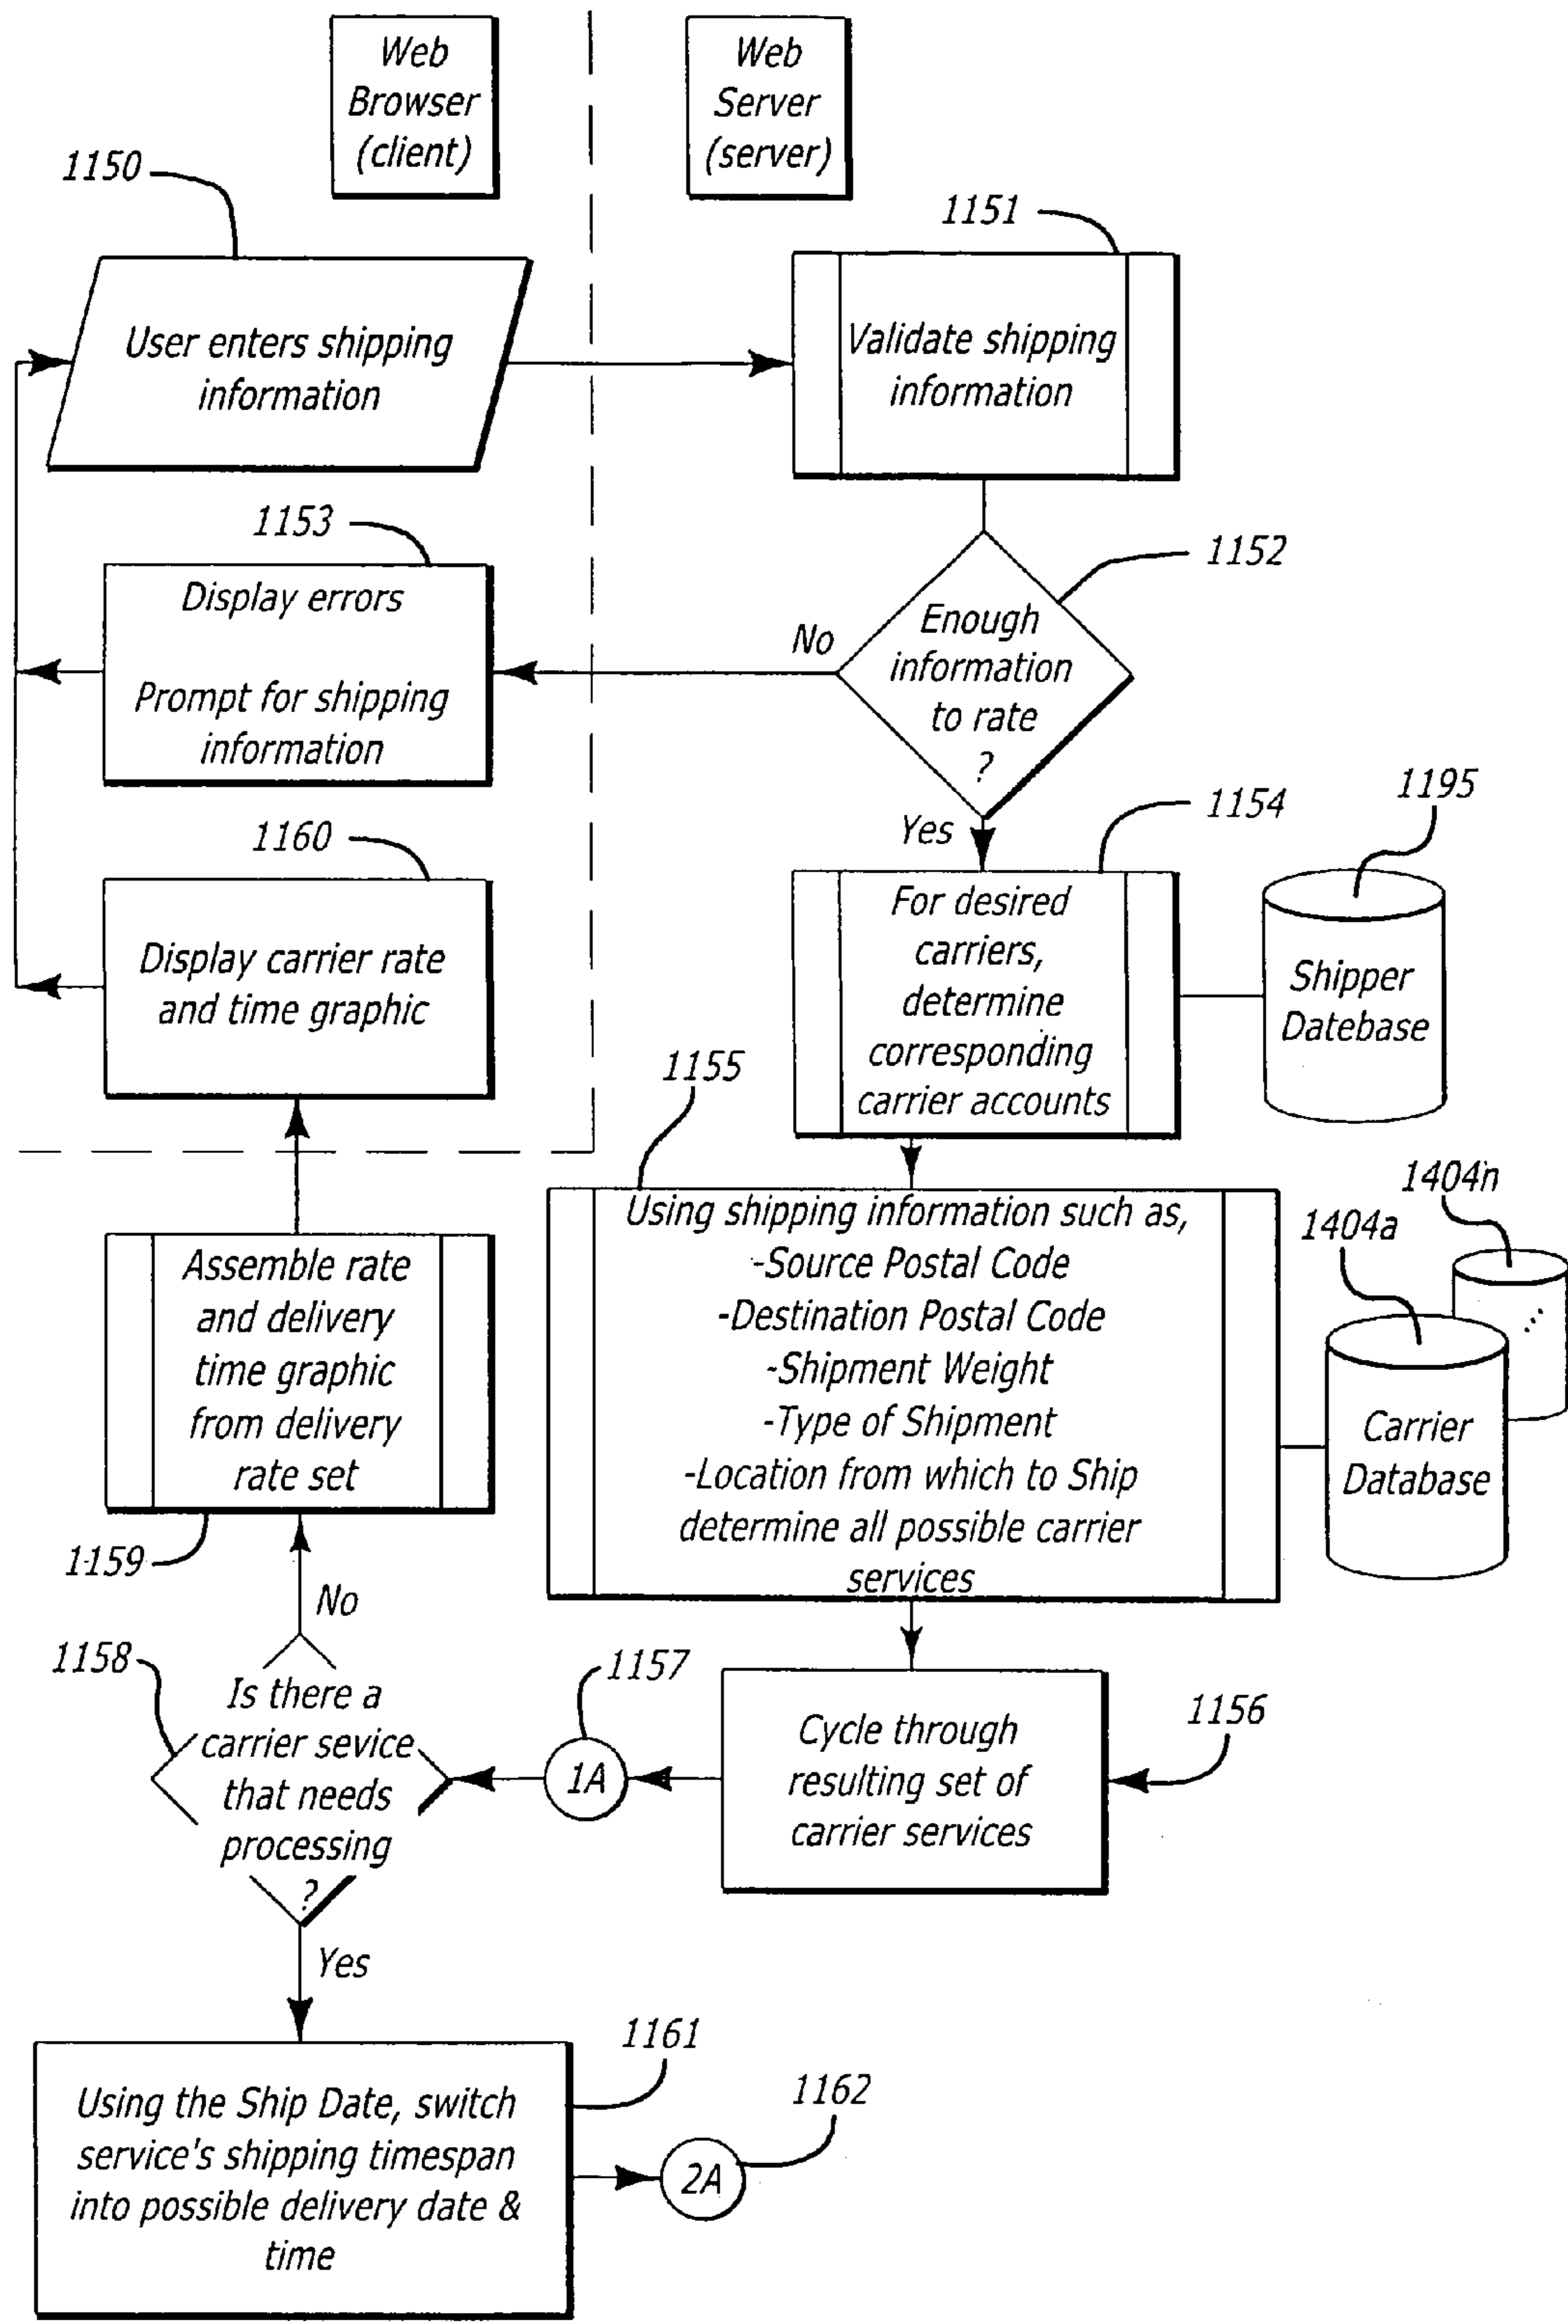 Web
Browser
(client)
Web
Server
(server)
1150
1151
User enters shipping
information
Validate shipping
information
1153
1152
Display errors
Prompt for shipping
information
No
Enough
information
to rate
?
Yes
1154
1195
1160
Display carrier rate
and time graphic
For desired
carriers,
determine
corresponding
carrier accounts
Shipper
Datebase
1155
1404n
1404a
Using shipping information such as,
-Source Postal Code
-Destination Postal Code
-Shipment Weight
-Type of Shipment
-Location from which to Ship
determine all possible carrier
services
Carrier
Database
Assemble rate
and delivery
time graphic
from delivery
rate set
1159
No
1158
Is there a
carrier sevice
that needs
processing
?
1157
1A
Cycle through
resulting set of
carrier services
1156
Yes
1161
Using the Ship Date, switch
service's shipping timespan
into possible delivery date &
time
1162
2A